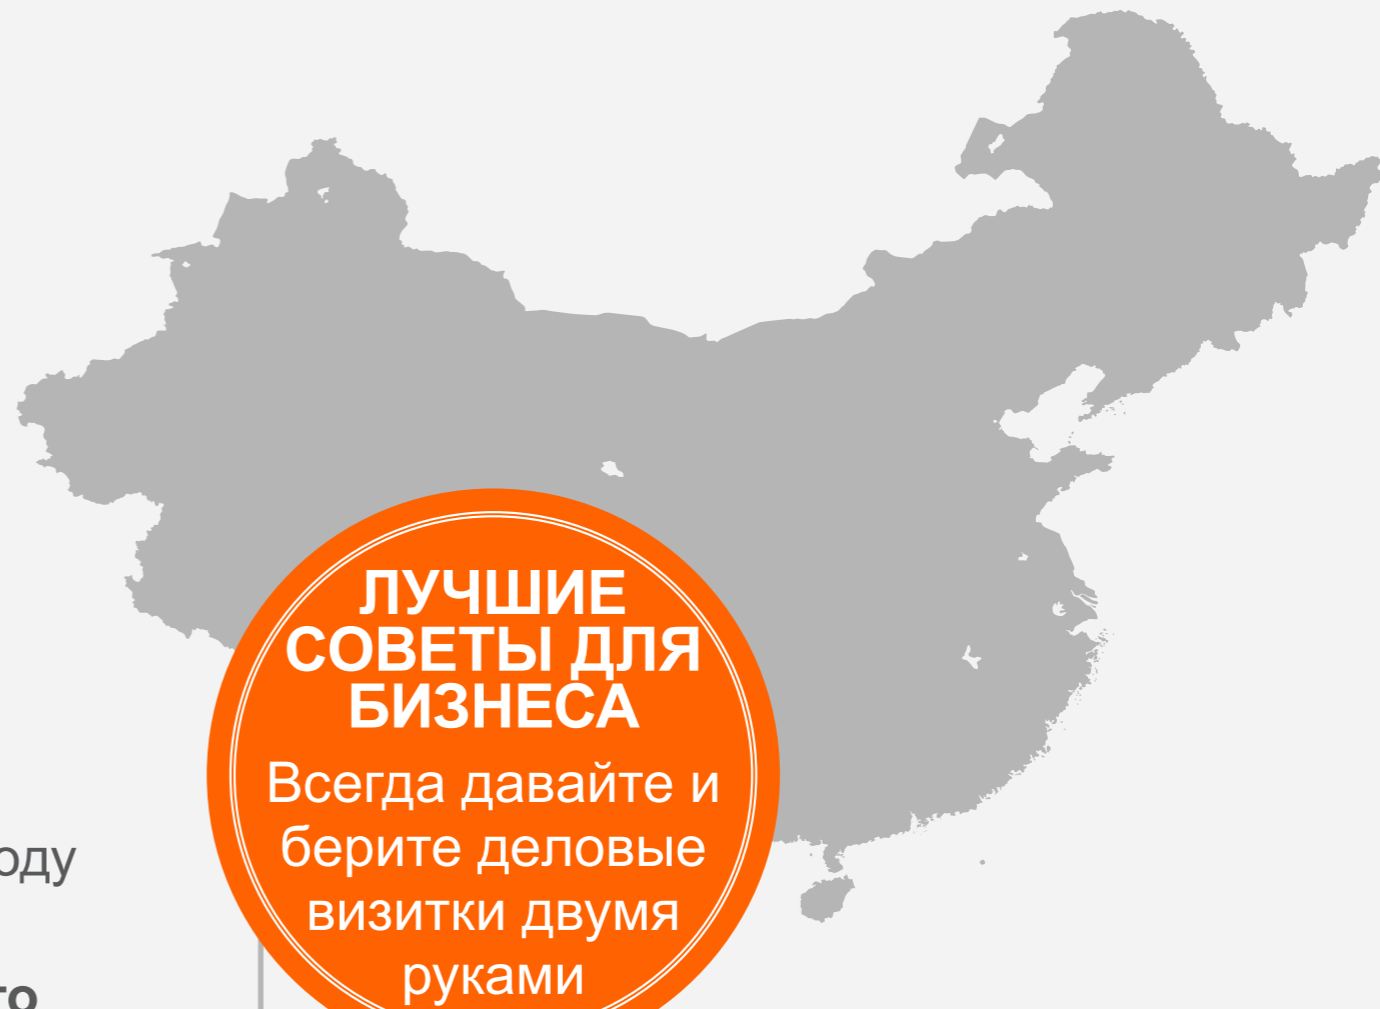 ЛУЧШИЕ
СОВЕТЫ ДЛЯ
БИЗНЕСА
Всегда давайте и
берите деловые
визитки двумя
руками